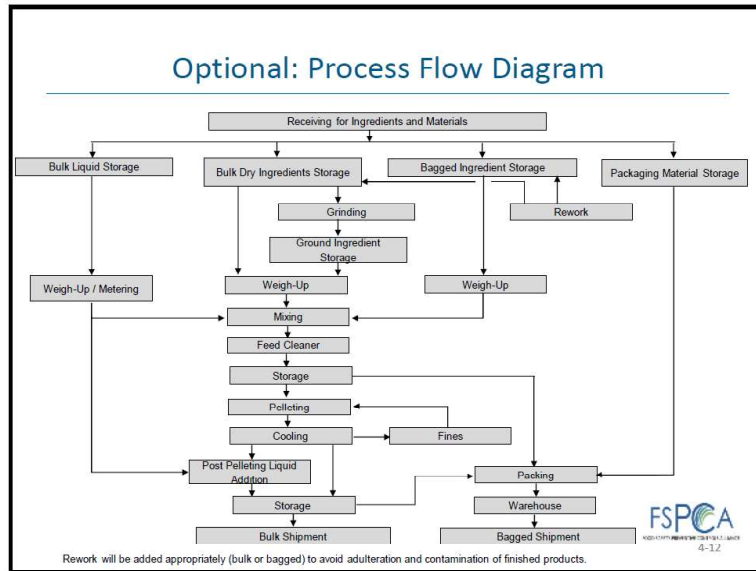 Optional: Process Flow Diagram
Receiving for Ingredients and Materials
Bulk Liquid Storage
Bulk Dry Ingredients Storage
Bagged Ingredient Storage
Packaging Material Storage
Grinding
Rework
Ground Ingredient
Storage
Weigh-Up / Metering
Weigh-Up
Weigh-Up
Mixing
Feed Cleaner
Storage
Pelleting
Cooling
Fines
Post Pelleting Liquid
Addition
Packing
Storage
Warehouse
Bulk Shipment
Bagged Shipment
FSPCA
4-12
Rework will be added appropriately (bulk or bagged) to avoid adulteration and contamination of finished products.